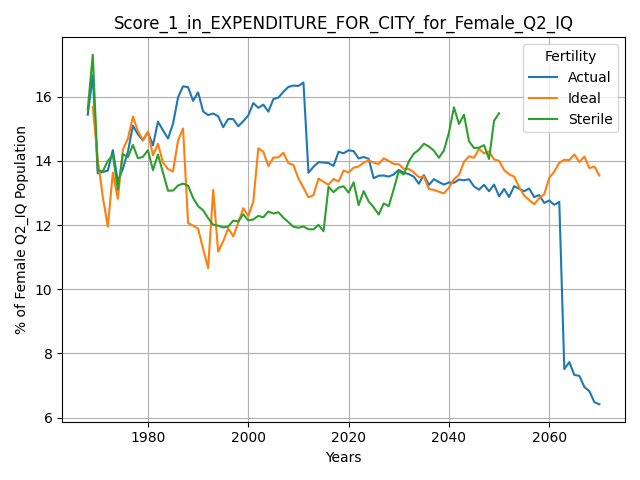 Score_1_in_EXPENDITURE_FOR_CITY_for_Female_Q2_IQ
Fertility
Actual
Ideal
Sterile
% of Female Q2_IQ Population
16
14
12
10
8
6
1980
2000
2020
2040
2060
Years